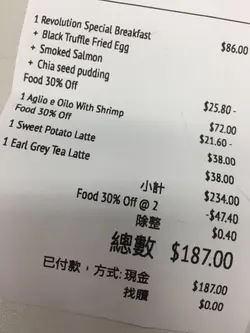 1 Revolution Special Breakfast $86.00
+ Black Truffle Fried Egg
+ Smoked Salmon
+ Chia seed pudding
Food 30% Off $25.80 -
1 Aglio e Oilo With Shrimp $72.00
Food 30% Off $21.60 -
1 Sweet Potato Latte $38.00
1 Earl Grey Tea Latte $38.00
小計 $234.00
Food 30% Off @ 2 -$47.40
除整 $0.40
總數 $187.00
已付款，方式: 現金 $187.00
找贖 $0.00